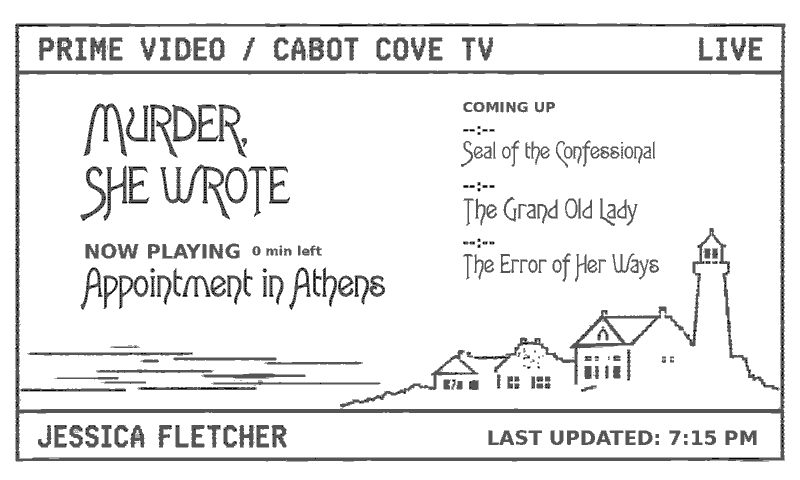 PRIME VIDEO / CABOT COVE TV
LIVE
MURDER,
SHE WROTE
NOW PLAYING 0 min left
Appointment in Athens
COMING UP
--:--
Seal of the Confessional
--:--
The Grand Old Lady
--:--
The Error of Her Ways
JESSICA FLETCHER
LAST UPDATED: 7:15 PM